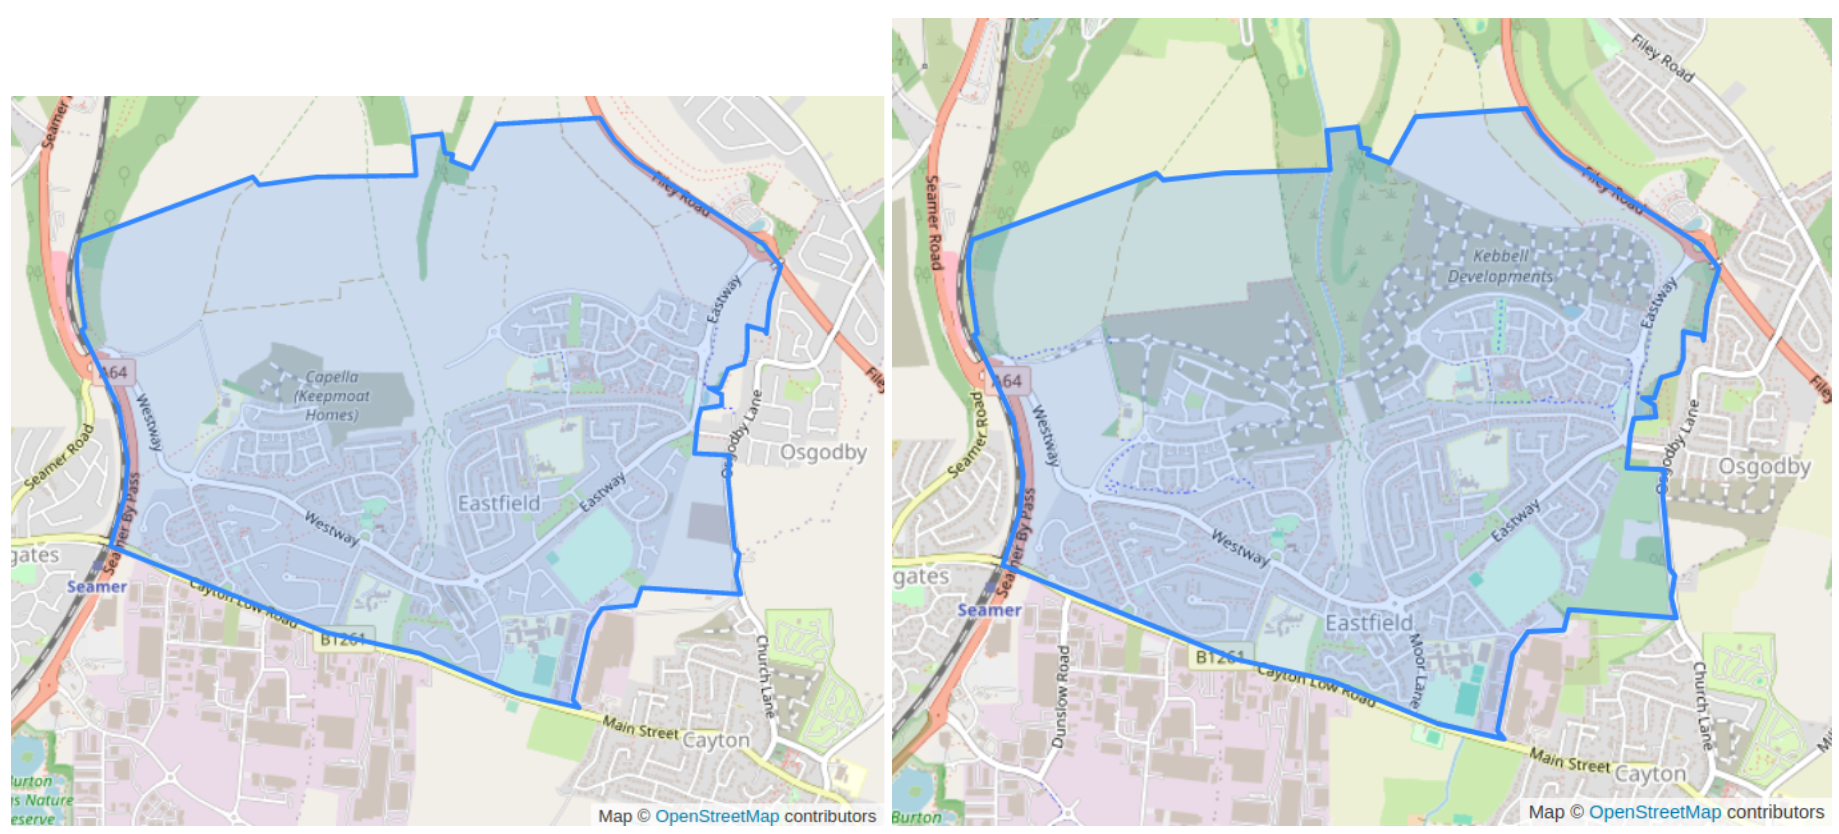 Seamer R
Filey Road
Eastway
A64
Capella
(Keepmoat
Homes)
Westway
Filey
Seamer Road
Osgodby Lane
Osgodby
Eastfield
Eastway
Seamer By Pass
Westway
gates
Seamer
Cayton Low Road
B1261
Church Lane
Main Street
Cayton
Burton
ns Nature
eserve
Map © OpenStreetMap contributors
Filey Road
Seamer Road
Filey Road
Kebbell
Developments
Eastway
A64
Filey
Seamer Road
Westway
Osgodby Lane
Osgodby
Seamer By Pass
Eastway
Westway
gates
Seamer
Eastfield
Moor Lane
B1261
Dunslow Road
Cayton Low Road
Church Lane
Main Street
Cayton
Mil
Burton
Map © OpenStreetMap contributors